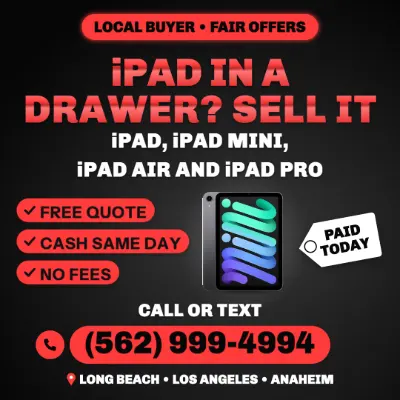 LOCAL BUYER • FAIR OFFERS
iPAD IN A
DRAWER? SELL IT
iPAD, iPAD MINI,
iPAD AIR AND iPAD PRO
FREE QUOTE
CASH SAME DAY
NO FEES
PAID
TODAY
CALL OR TEXT
(562) 999-4994
LONG BEACH • LOS ANGELES • ANAHEIM